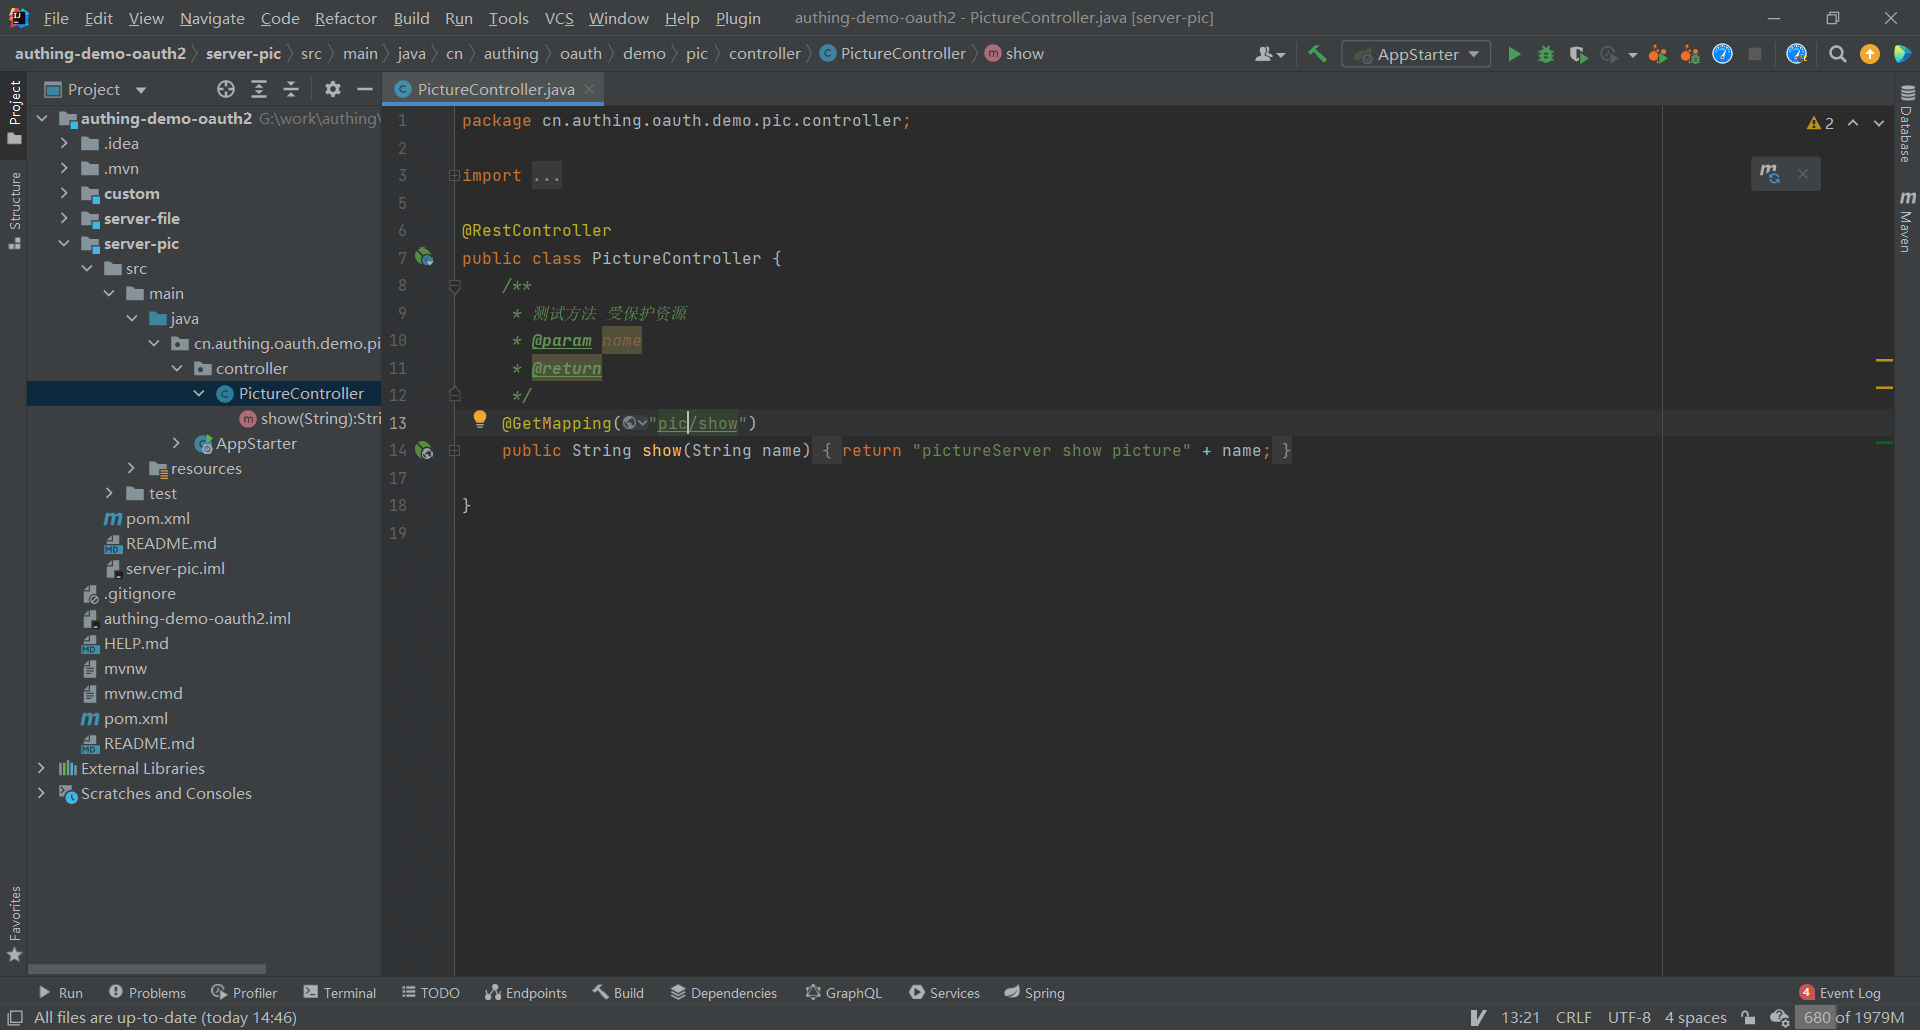 File Edit View Navigate Code Refactor Build Run Tools VCS Window Help Plugin authing-demo-oauth2 - PictureController.java [server-pic]
authing-demo-oauth2 server-pic src main java cn authing oauth demo pic controller PictureController show AppStarter
Project PictureController.java
authing-demo-oauth2 G:\work\authing\
.idea
.mvn
custom
server-file
server-pic
src
main
java
cn.authing.oauth.demo.pi
controller
PictureController
show(String):Stri
AppStarter
resources
test
pom.xml
README.md
server-pic.iml
.gitignore
authing-demo-oauth2.iml
HELP.md
mvnw
mvnw.cmd
pom.xml
README.md
External Libraries
Scratches and Consoles
1 package cn.authing.oauth.demo.pic.controller;
2
3 import ...
5
6 @RestController
7 public class PictureController {
8 /**
9 * 测试方法 受保护资源
10 * @param name
11 * @return
12 */
13 @GetMapping("pic/show")
14 public String show(String name) { return "pictureServer show picture" + name; }
17
18 }
19
2
Project
Structure
Favorites
Database
Maven
Run Problems Profiler Terminal TODO Endpoints Build Dependencies GraphQL Services Spring 4 Event Log
All files are up-to-date (today 14:46) 13:21 CRLF UTF-8 4 spaces 680 of 1979M